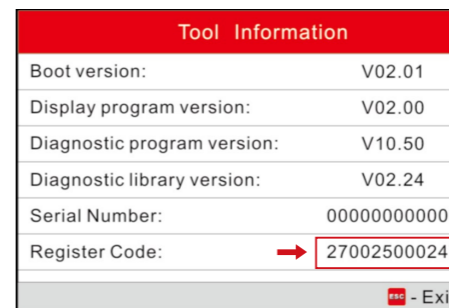 Tool Information
Boot version: V02.01
Display program version: V02.00
Diagnostic program version: V10.50
Diagnostic library version: V02.24
Serial Number: 00000000000
Register Code: 27002500024
esc - Exi